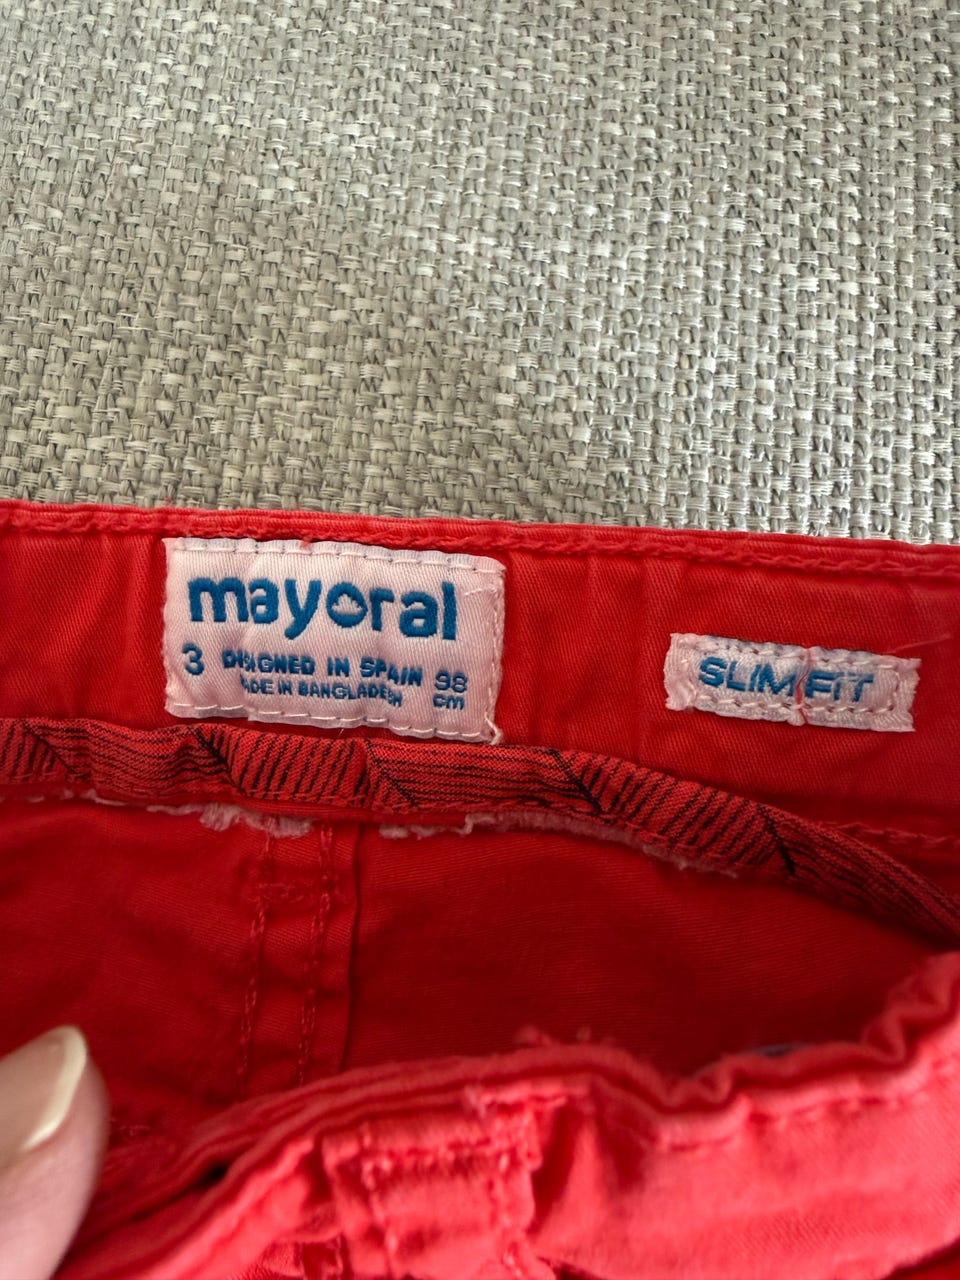 mayoral
3 DESIGNED IN SPAIN 98
MADE IN BANGLADESH cm
SLIM FIT